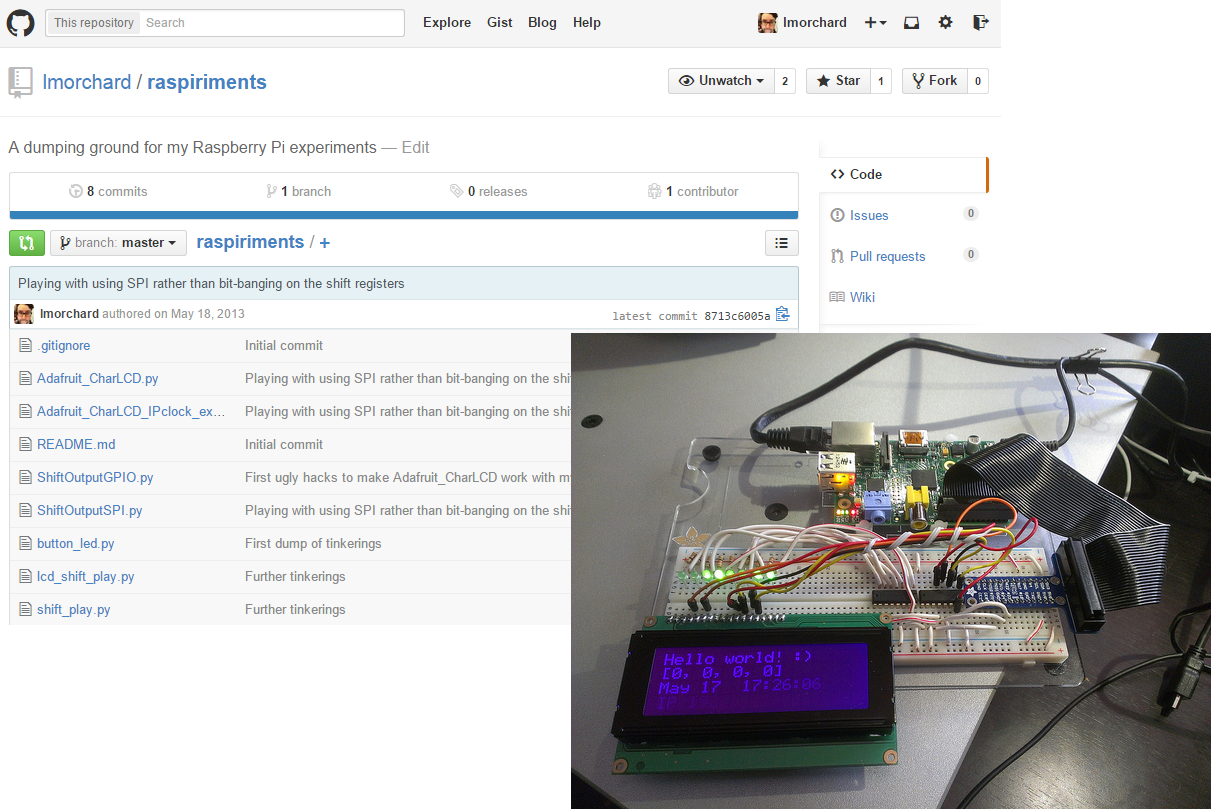 This repository Search Explore Gist Blog Help lmorchard
lmorchard / raspiriments Unwatch 2 Star 1 Fork 0
A dumping ground for my Raspberry Pi experiments — Edit
8 commits 1 branch 0 releases 1 contributor
Code
Issues 0
Pull requests 0
Wiki
branch: master raspiriments / +
Playing with using SPI rather than bit-banging on the shift registers
lmorchard authored on May 18, 2013 latest commit 8713c6005a
.gitignore Initial commit
Adafruit_CharLCD.py Playing with using SPI rather than bit-banging on the shi
Adafruit_CharLCD_IPclock_ex… Playing with using SPI rather than bit-banging on the shi
README.md Initial commit
ShiftOutputGPIO.py First ugly hacks to make Adafruit_CharLCD work with m
ShiftOutputSPI.py Playing with using SPI rather than bit-banging on the shi
button_led.py First dump of tinkerings
lcd_shift_play.py Further tinkerings
shift_play.py Further tinkerings
Hello world! :)
[0, 0, 0, 0]
May 17 17:26:06